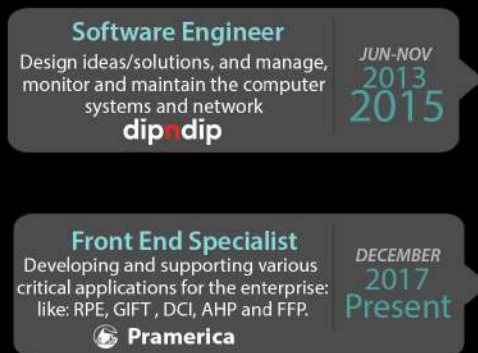 Software Engineer
Design ideas/solutions, and manage,
monitor and maintain the computer
systems and network
dipndip
JUN-NOV
2013
2015
Front End Specialist
Developing and supporting various
critical applications for the enterprise:
like: RPE, GIFT , DCI, AHP and FFP.
Pramerica
DECEMBER
2017
Present